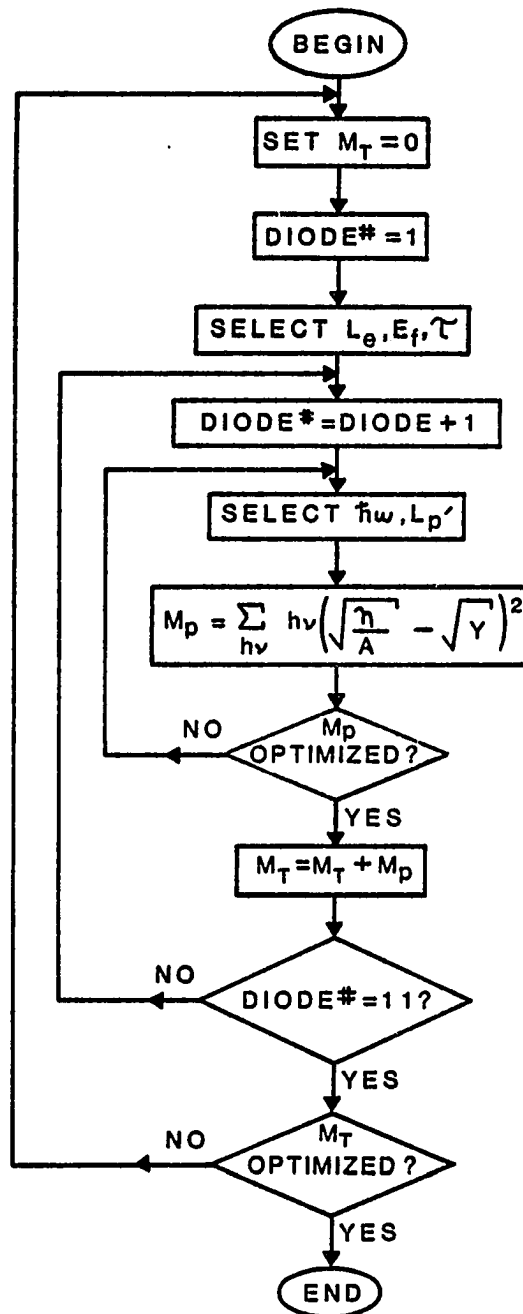 BEGIN
SET M_T = 0
DIODE# = 1
SELECT L_e, E_f, τ
DIODE# = DIODE + 1
SELECT ħω, L_p'
M_p = Σ_hν hν(√(η/A) - √Y)²
NO
M_p
OPTIMIZED?
YES
M_T = M_T + M_p
NO
DIODE# = 11?
YES
NO
M_T
OPTIMIZED?
YES
END